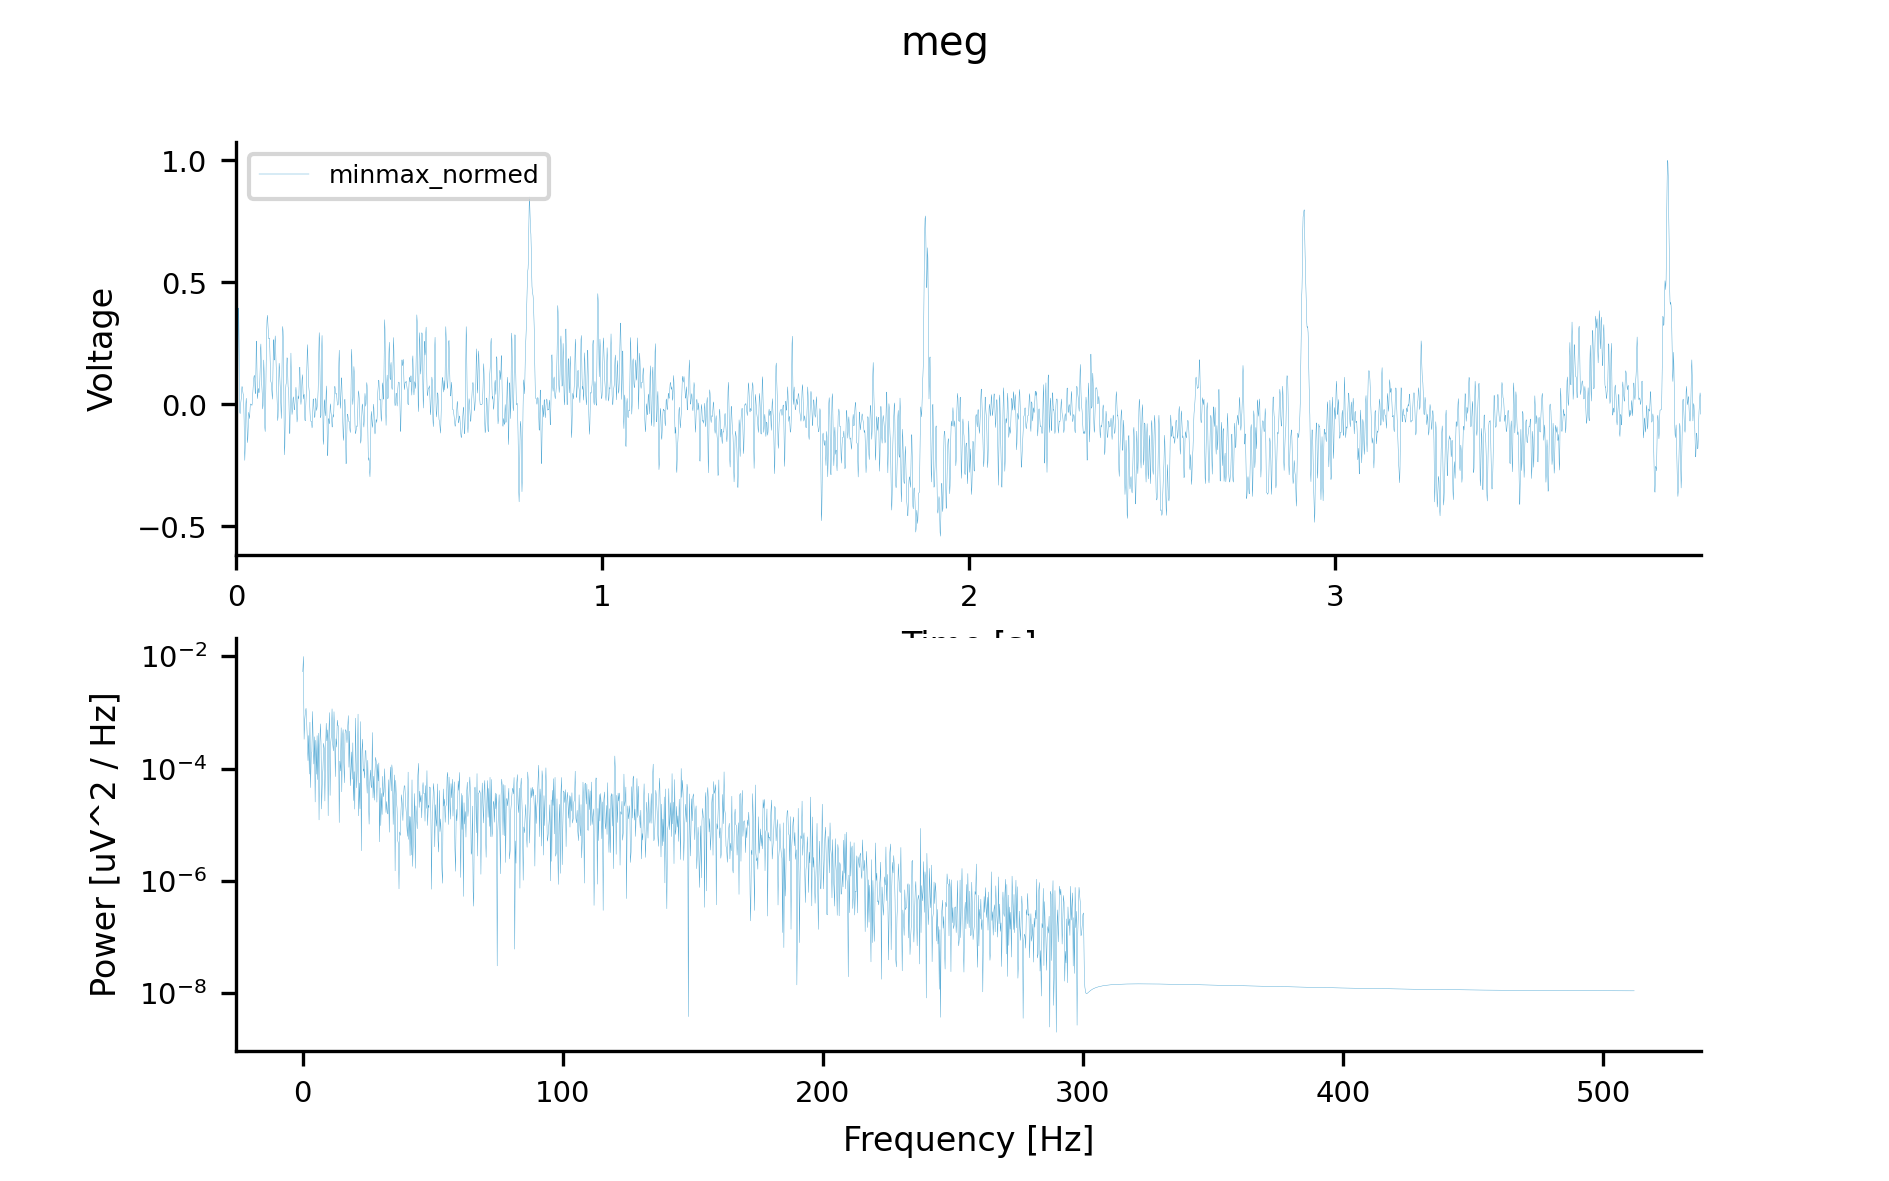 meg
1.0
minmax_normed
0.5
Voltage
0.0
−0.5
0 1 2 3
Time [s]
10⁻²
10⁻⁴
Power [uV^2 / Hz]
10⁻⁶
10⁻⁸
0 100 200 300 400 500
Frequency [Hz]